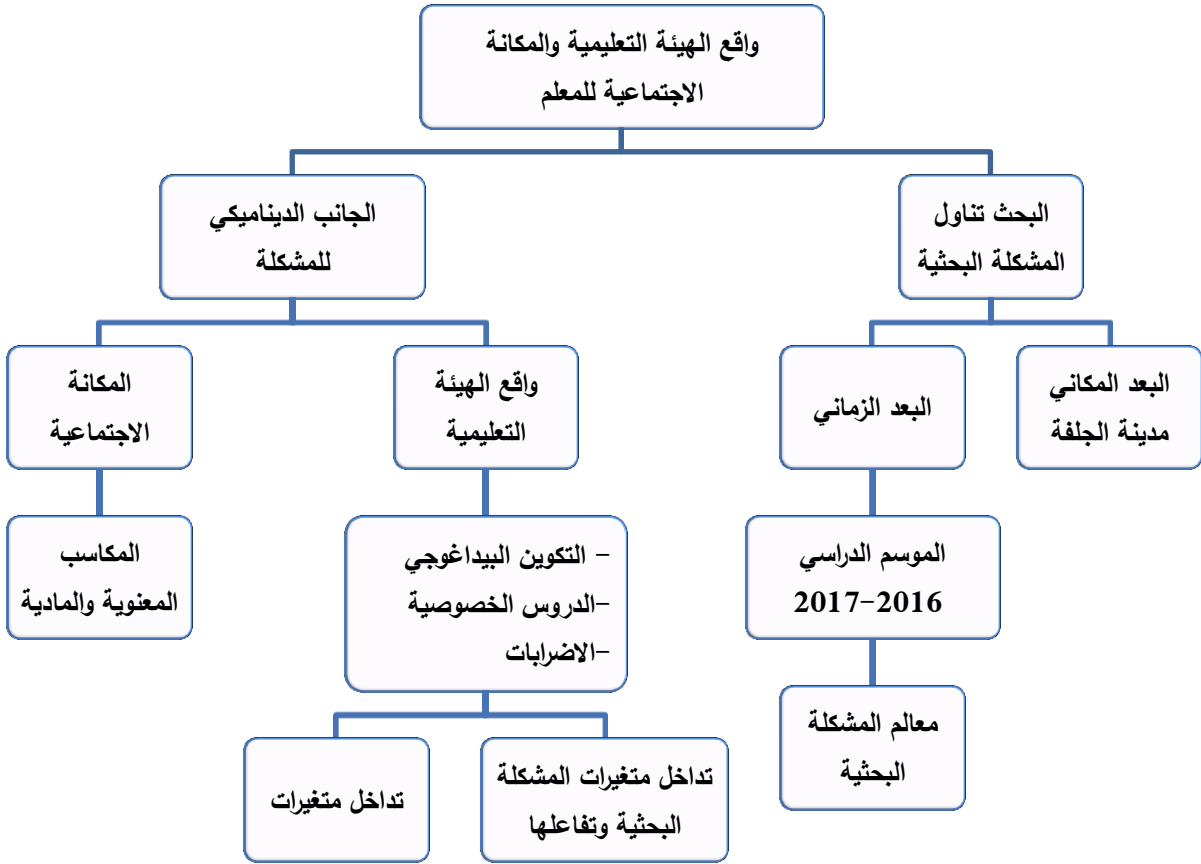 واقع الهيئة التعليمية والمكانة
الاجتماعية للمعلم
البحث تناول
المشكلة البحثية
الجانب الديناميكي
للمشكلة
البعد المكاني
مدينة الجلفة
البعد الزماني
واقع الهيئة
التعليمية
المكانة
الاجتماعية
الموسم الدراسي
2016-2017
- التكوين البيداغوجي
-الدروس الخصوصية
-الاضرابات
المكاسب
المعنوية والمادية
معالم المشكلة
البحثية
تداخل متغيرات المشكلة
البحثية وتفاعلها
تداخل متغيرات